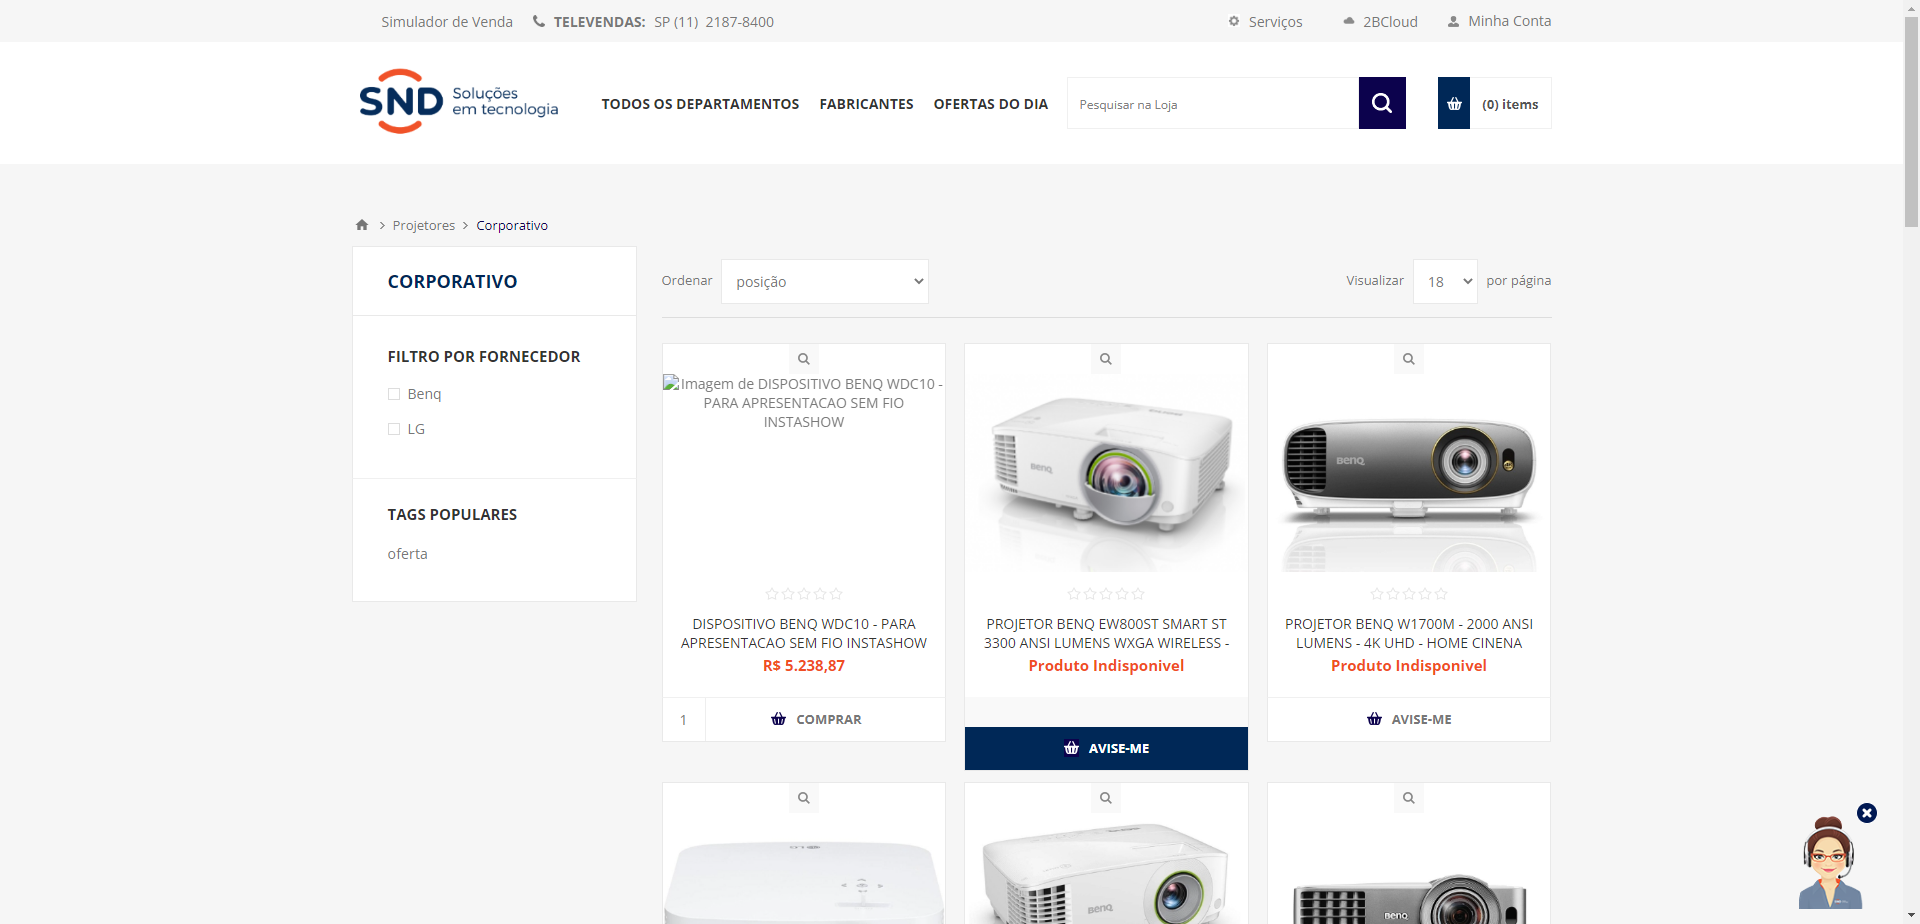 Simulador de Venda
TELEVENDAS: SP (11) 2187-8400
Serviços
2BCloud
Minha Conta
SND Soluções
em tecnologia
TODOS OS DEPARTAMENTOS
FABRICANTES
OFERTAS DO DIA
Pesquisar na Loja
(0) items
Projetores
Corporativo
CORPORATIVO
FILTRO POR FORNECEDOR
Benq
LG
TAGS POPULARES
oferta
Ordenar
posição
Visualizar
18
por página
Imagem de DISPOSITIVO BENQ WDC10 -
PARA APRESENTACAO SEM FIO
INSTASHOW
DISPOSITIVO BENQ WDC10 - PARA
APRESENTACAO SEM FIO INSTASHOW
R$ 5.238,87
1
COMPRAR
BenQ
PROJETOR BENQ EW800ST SMART ST
3300 ANSI LUMENS WXGA WIRELESS -
Produto Indisponivel
AVISE-ME
BenQ
PROJETOR BENQ W1700M - 2000 ANSI
LUMENS - 4K UHD - HOME CINENA
Produto Indisponivel
AVISE-ME
LG
BenQ
BenQ